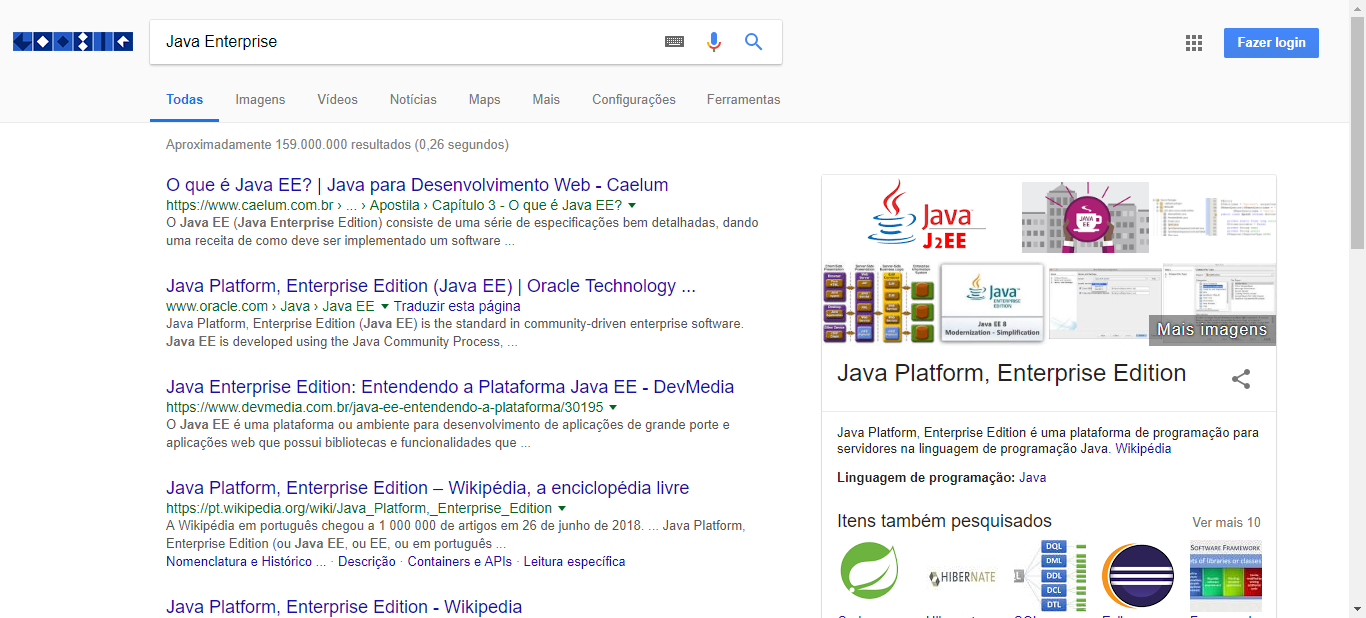 Java Enterprise
Fazer login
Todas Imagens Vídeos Notícias Maps Mais Configurações Ferramentas
Aproximadamente 159.000.000 resultados (0,26 segundos)
O que é Java EE? | Java para Desenvolvimento Web - Caelum
https://www.caelum.com.br › ... › Apostila › Capítulo 3 - O que é Java EE?
O Java EE (Java Enterprise Edition) consiste de uma série de especificações bem detalhadas, dando
uma receita de como deve ser implementado um software ...
Java Platform, Enterprise Edition (Java EE) | Oracle Technology ...
www.oracle.com › Java › Java EE Traduzir esta página
Java Platform, Enterprise Edition (Java EE) is the standard in community-driven enterprise software.
Java EE is developed using the Java Community Process, ...
Java Enterprise Edition: Entendendo a Plataforma Java EE - DevMedia
https://www.devmedia.com.br/java-ee-entendendo-a-plataforma/30195
O Java EE é uma plataforma ou ambiente para desenvolvimento de aplicações de grande porte e
aplicações web que possui bibliotecas e funcionalidades que ...
Java Platform, Enterprise Edition – Wikipédia, a enciclopédia livre
https://pt.wikipedia.org/wiki/Java_Platform,_Enterprise_Edition
A Wikipédia em português chegou a 1 000 000 de artigos em 26 de junho de 2018. ... Java Platform,
Enterprise Edition (ou Java EE, ou EE, ou em português ...
Nomenclatura e Histórico ... · Descrição · Containers e APIs · Leitura específica
Java Platform, Enterprise Edition - Wikipedia
Java
J2EE
JAVA EE
Java
ENTERPRISE EDITION
Java EE 8
Modernization - Simplification
Mais imagens
Java Platform, Enterprise Edition
Java Platform, Enterprise Edition é uma plataforma de programação para
servidores na linguagem de programação Java. Wikipédia
Linguagem de programação: Java
Itens também pesquisados
Ver mais 10
HIBERNATE
DQL
DML
DDL
DCL
DTL
SOFTWARE FRAMEWORK
ts of libraries or classes